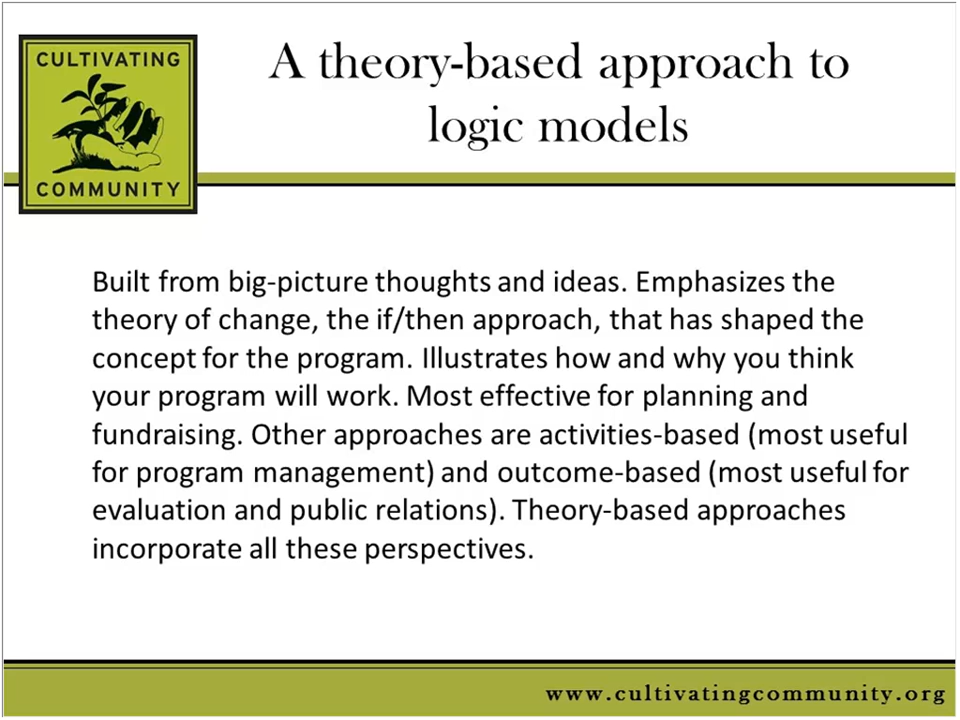 CULTIVATING
COMMUNITY
A theory-based approach to
logic models
Built from big-picture thoughts and ideas. Emphasizes the
theory of change, the if/then approach, that has shaped the
concept for the program. Illustrates how and why you think
your program will work. Most effective for planning and
fundraising. Other approaches are activities-based (most useful
for program management) and outcome-based (most useful for
evaluation and public relations). Theory-based approaches
incorporate all these perspectives.
www.cultivatingcommunity.org